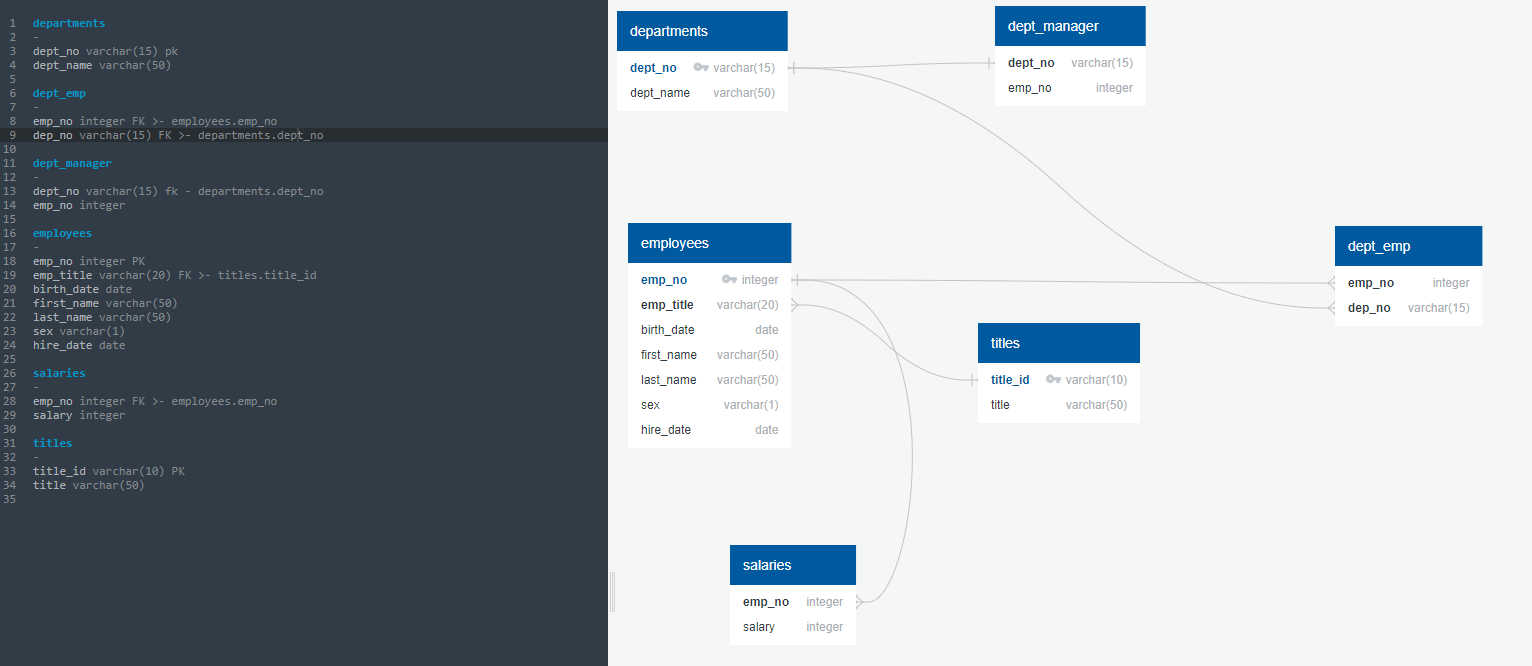 1 departments
2 -
3 dept_no varchar(15) pk
4 dept_name varchar(50)
5
6 dept_emp
7 -
8 emp_no integer FK >- employees.emp_no
9 dep_no varchar(15) FK >- departments.dept_no
10
11 dept_manager
12 -
13 dept_no varchar(15) fk - departments.dept_no
14 emp_no integer
15
16 employees
17 -
18 emp_no integer PK
19 emp_title varchar(20) FK >- titles.title_id
20 birth_date date
21 first_name varchar(50)
22 last_name varchar(50)
23 sex varchar(1)
24 hire_date date
25
26 salaries
27 -
28 emp_no integer FK >- employees.emp_no
29 salary integer
30
31 titles
32 -
33 title_id varchar(10) PK
34 title varchar(50)
35
departments
dept_no varchar(15)
dept_name varchar(50)
dept_manager
dept_no varchar(15)
emp_no integer
employees
emp_no integer
emp_title varchar(20)
birth_date date
first_name varchar(50)
last_name varchar(50)
sex varchar(1)
hire_date date
dept_emp
emp_no integer
dep_no varchar(15)
titles
title_id varchar(10)
title varchar(50)
salaries
emp_no integer
salary integer